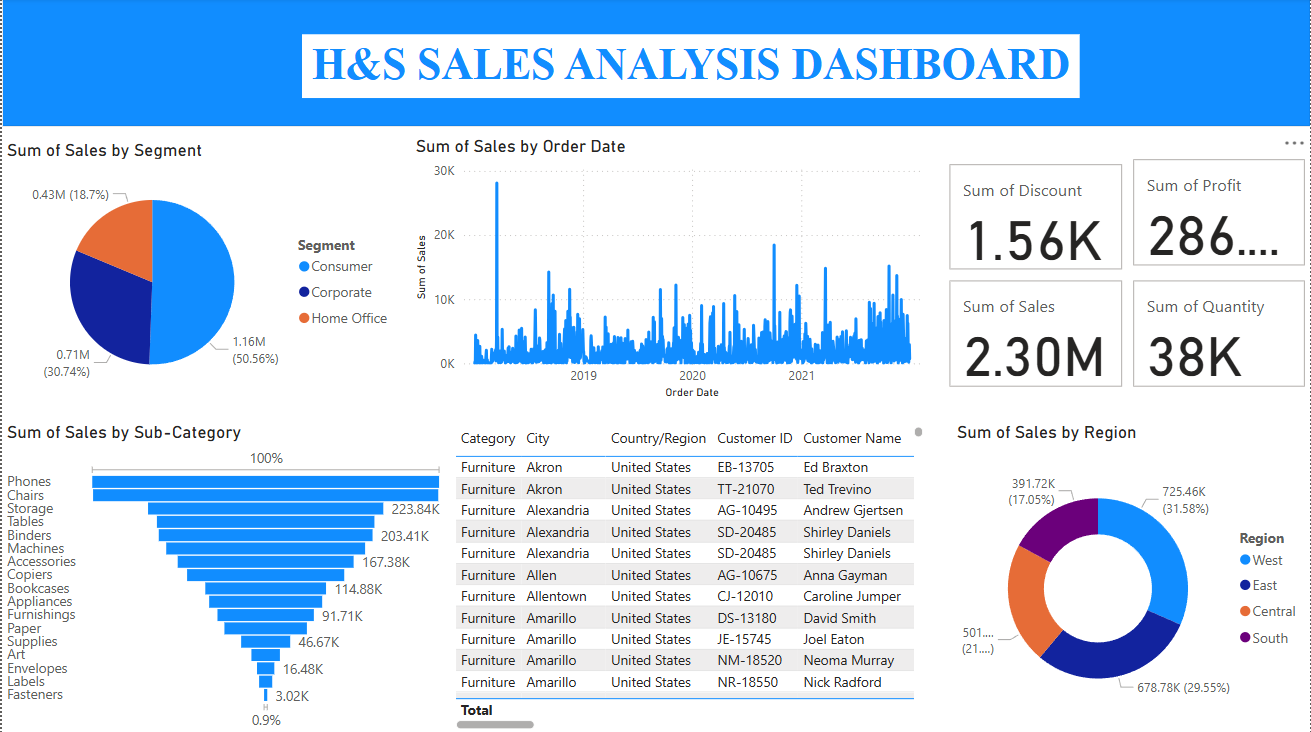 H&S SALES ANALYSIS DASHBOARD
Sum of Sales by Segment
0.43M (18.7%)
0.71M
(30.74%)
1.16M
(50.56%)
Segment
Consumer
Corporate
Home Office
Sum of Sales by Order Date
Sum of Sales
30K
20K
10K
0K
2019 2020 2021
Order Date
Sum of Discount
1.56K
Sum of Profit
286....
Sum of Sales
2.30M
Sum of Quantity
38K
Sum of Sales by Sub-Category
100%
Phones
Chairs
Storage 223.84K
Tables
Binders 203.41K
Machines
Accessories 167.38K
Copiers
Bookcases 114.88K
Appliances
Furnishings 91.71K
Paper
Supplies 46.67K
Art
Envelopes 16.48K
Labels
Fasteners 3.02K
0.9%
Category City Country/Region Customer ID Customer Name
Furniture Akron United States EB-13705 Ed Braxton
Furniture Akron United States TT-21070 Ted Trevino
Furniture Alexandria United States AG-10495 Andrew Gjertsen
Furniture Alexandria United States SD-20485 Shirley Daniels
Furniture Alexandria United States SD-20485 Shirley Daniels
Furniture Allen United States AG-10675 Anna Gayman
Furniture Allentown United States CJ-12010 Caroline Jumper
Furniture Amarillo United States DS-13180 David Smith
Furniture Amarillo United States JE-15745 Joel Eaton
Furniture Amarillo United States NM-18520 Neoma Murray
Furniture Amarillo United States NR-18550 Nick Radford
Total
Sum of Sales by Region
391.72K
(17.05%)
725.46K
(31.58%)
501....
(21....)
678.78K (29.55%)
Region
West
East
Central
South